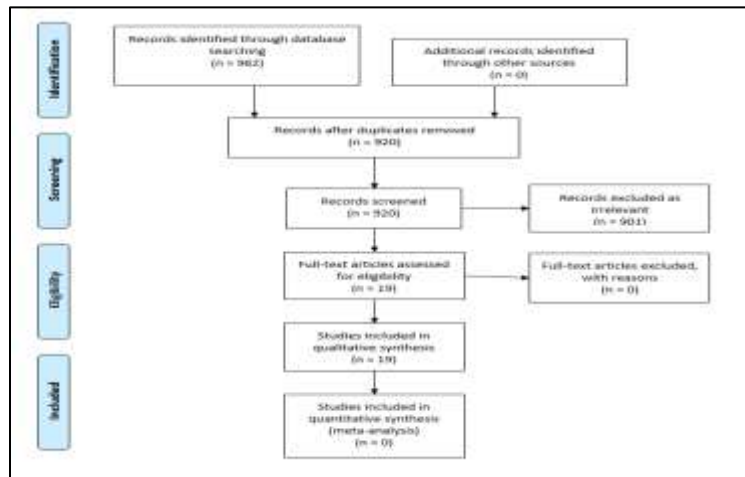 Identification
Records identified through database
searching
(n = 962)
Additional records identified
through other sources
(n = 0)
Records after duplicates removed
(n = 920)
Screening
Records screened
(n = 920)
Records excluded as
irrelevant
(n = 901)
Eligibility
Full-text articles assessed
for eligibility
(n = 19)
Full-text articles excluded,
with reasons
(n = 0)
Studies included in
qualitative synthesis
(n = 19)
Included
Studies included in
quantitative synthesis
(meta-analysis)
(n = 0)